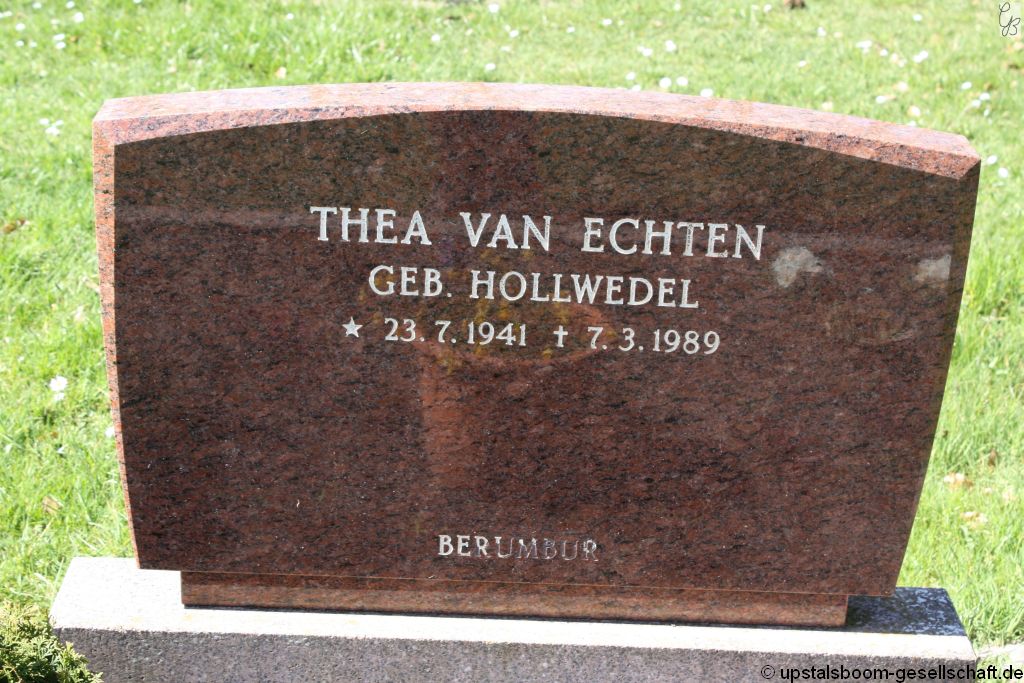 THEA VAN ECHTEN
GEB. HOLLWEDEL
★ 23.7.1941 ✝ 7.3.1989
BERUMBUR
© upstalsboom-gesellschaft.de